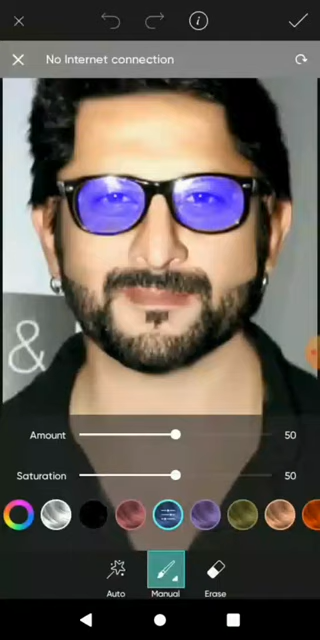 No Internet connection
&
Amount 50
Saturation 50
Auto Manual Erase